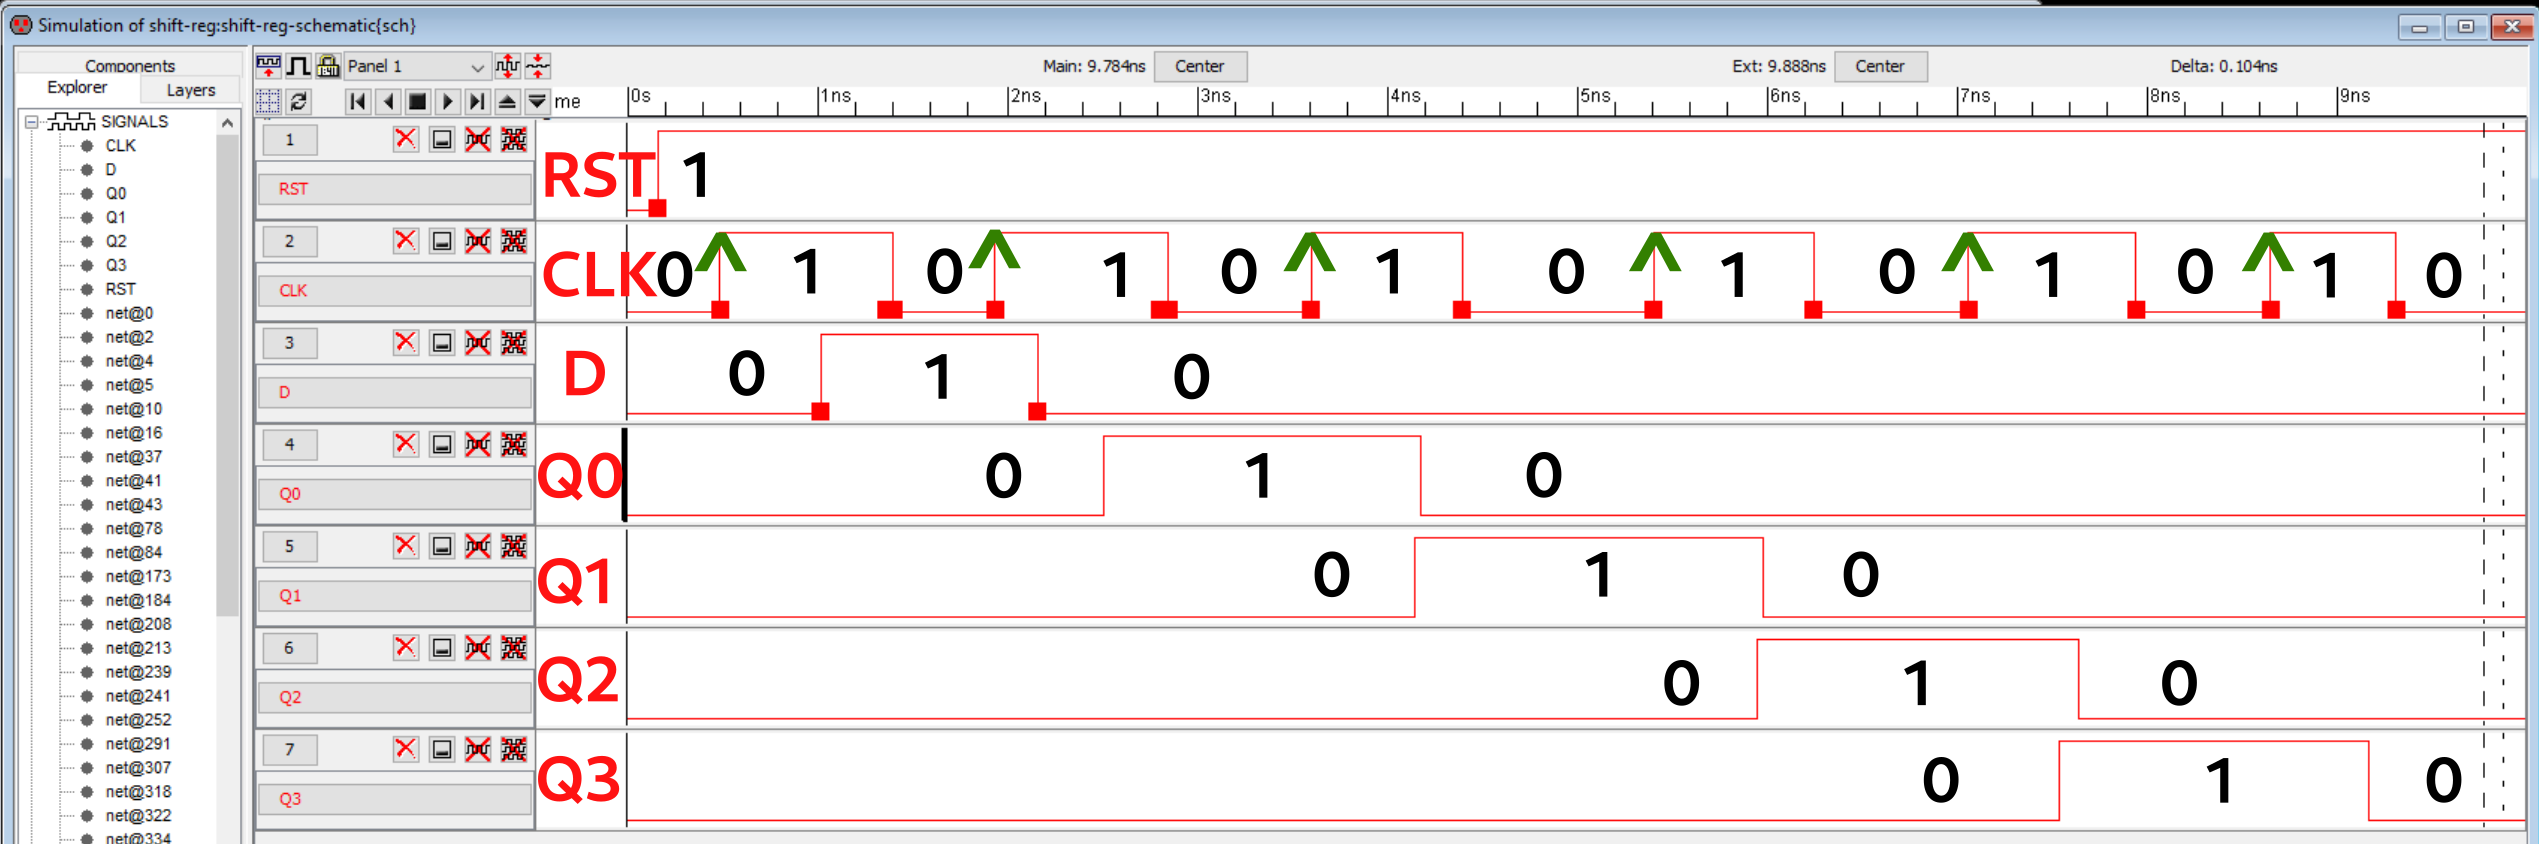 Simulation of shift-reg:shift-reg-schematic{sch}
Components
Explorer
Layers
SIGNALS
CLK
D
Q0
Q1
Q2
Q3
RST
net@0
net@2
net@4
net@5
net@10
net@16
net@37
net@41
net@43
net@78
net@84
net@173
net@184
net@208
net@213
net@239
net@241
net@252
net@291
net@307
net@318
net@322
net@334
Panel 1
Main: 9.784ns
Center
Ext: 9.888ns
Center
Delta: 0.104ns
me
0s 1ns 2ns 3ns 4ns 5ns 6ns 7ns 8ns 9ns
1
RST
RST 1
2
CLK
CLK 0 ^ 1 0 ^ 1 0 ^ 1 0 ^ 1 0 ^ 1 0 ^ 1 0
3
D
D 0 1 0
4
Q0
Q0 0 1 0
5
Q1
Q1 0 1 0
6
Q2
Q2 0 1 0
7
Q3
Q3 0 1 0